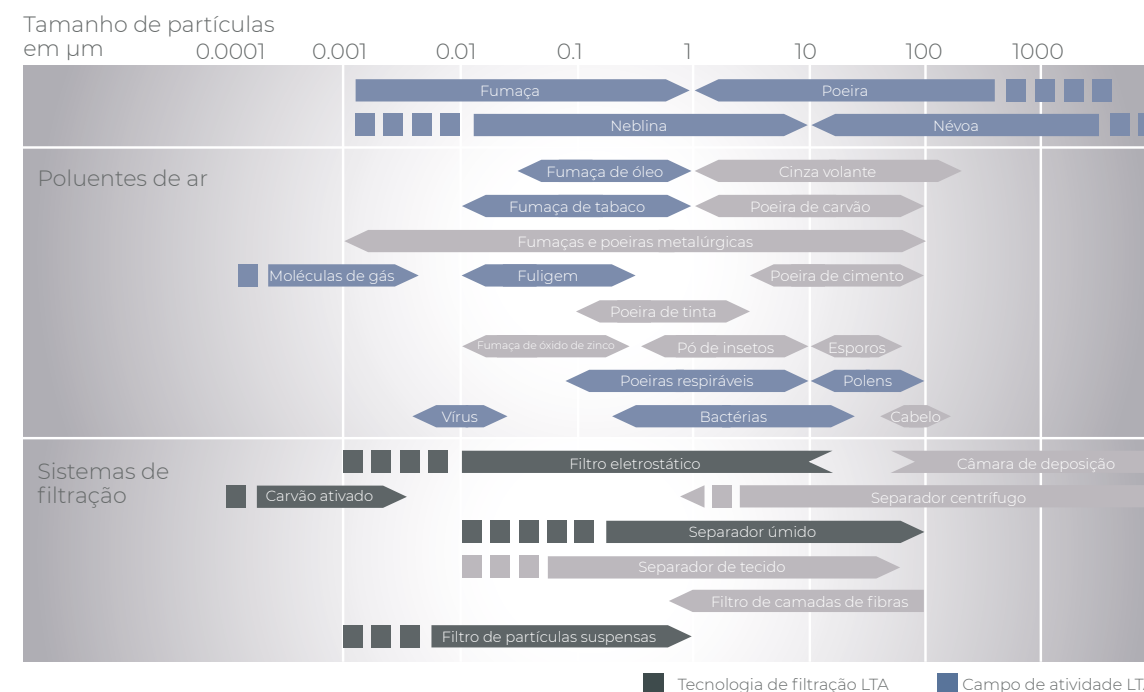 Tamanho de partículas
em µm 0.0001 0.001 0.01 0.1 1 10 100 1000
Fumaça Poeira
Neblina Névoa
Poluentes de ar
Fumaça de óleo Cinza volante
Fumaça de tabaco Poeira de carvão
Fumaças e poeiras metalúrgicas
Moléculas de gás Fuligem Poeira de cimento
Poeira de tinta
Fumaça de óxido de zinco Pó de insetos Esporos
Poeiras respiráveis Polens
Vírus Bactérias Cabelo
Sistemas de
filtração
Filtro eletrostático Câmara de deposição
Carvão ativado Separador centrífugo
Separador úmido
Separador de tecido
Filtro de camadas de fibras
Filtro de partículas suspensas
Tecnologia de filtração LTA Campo de atividade LT